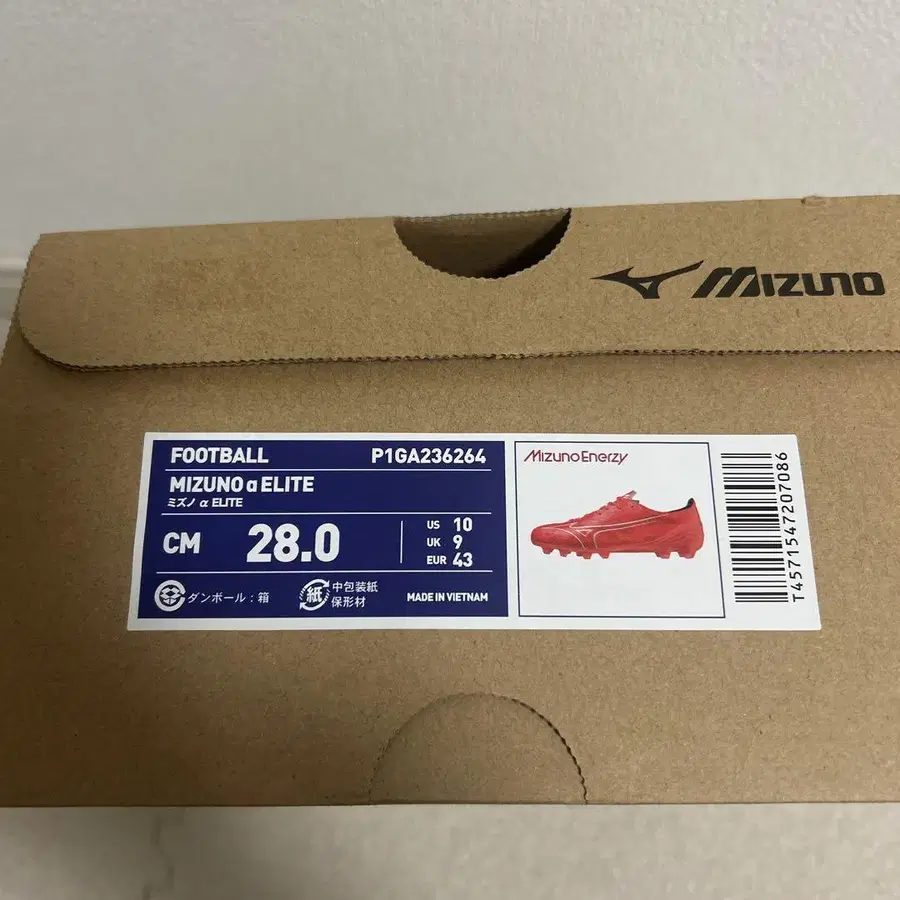 MIZUNO
FOOTBALL P1GA236264
MIZUNO α ELITE
ミズノ α ELITE
CM 28.0
US 10
UK 9
EUR 43
ダンボール：箱
紙 中包装紙
保形材
MADE IN VIETNAM
MizunoEnerzy
T4571547207086